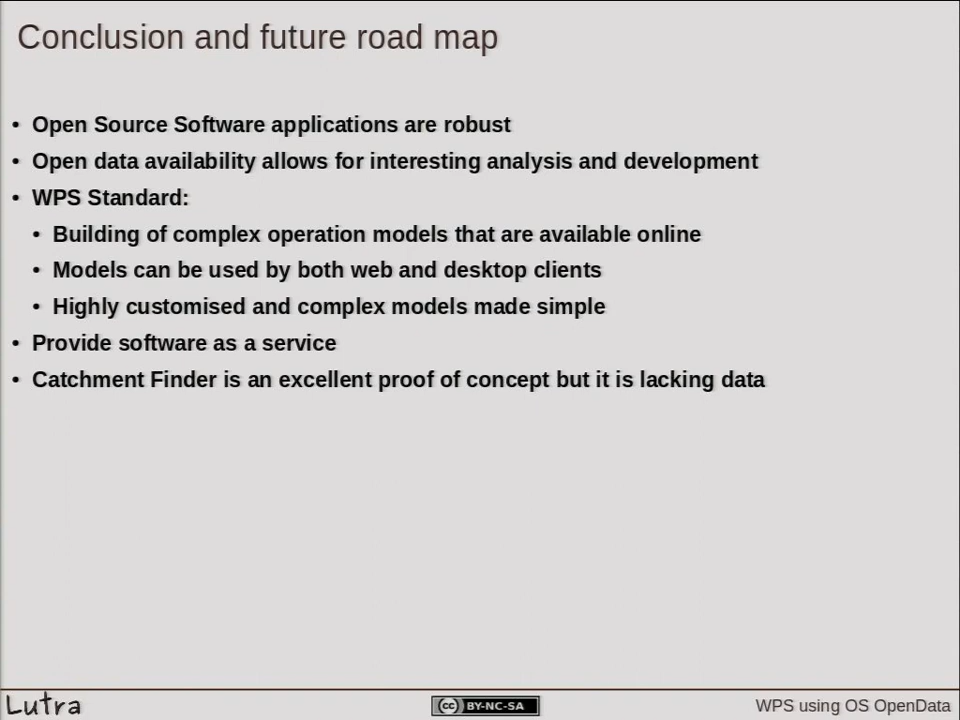 Conclusion and future road map
• Open Source Software applications are robust
• Open data availability allows for interesting analysis and development
• WPS Standard:
• Building of complex operation models that are available online
• Models can be used by both web and desktop clients
• Highly customised and complex models made simple
• Provide software as a service
• Catchment Finder is an excellent proof of concept but it is lacking data
Lutra
cc BY-NC-SA
WPS using OS OpenData